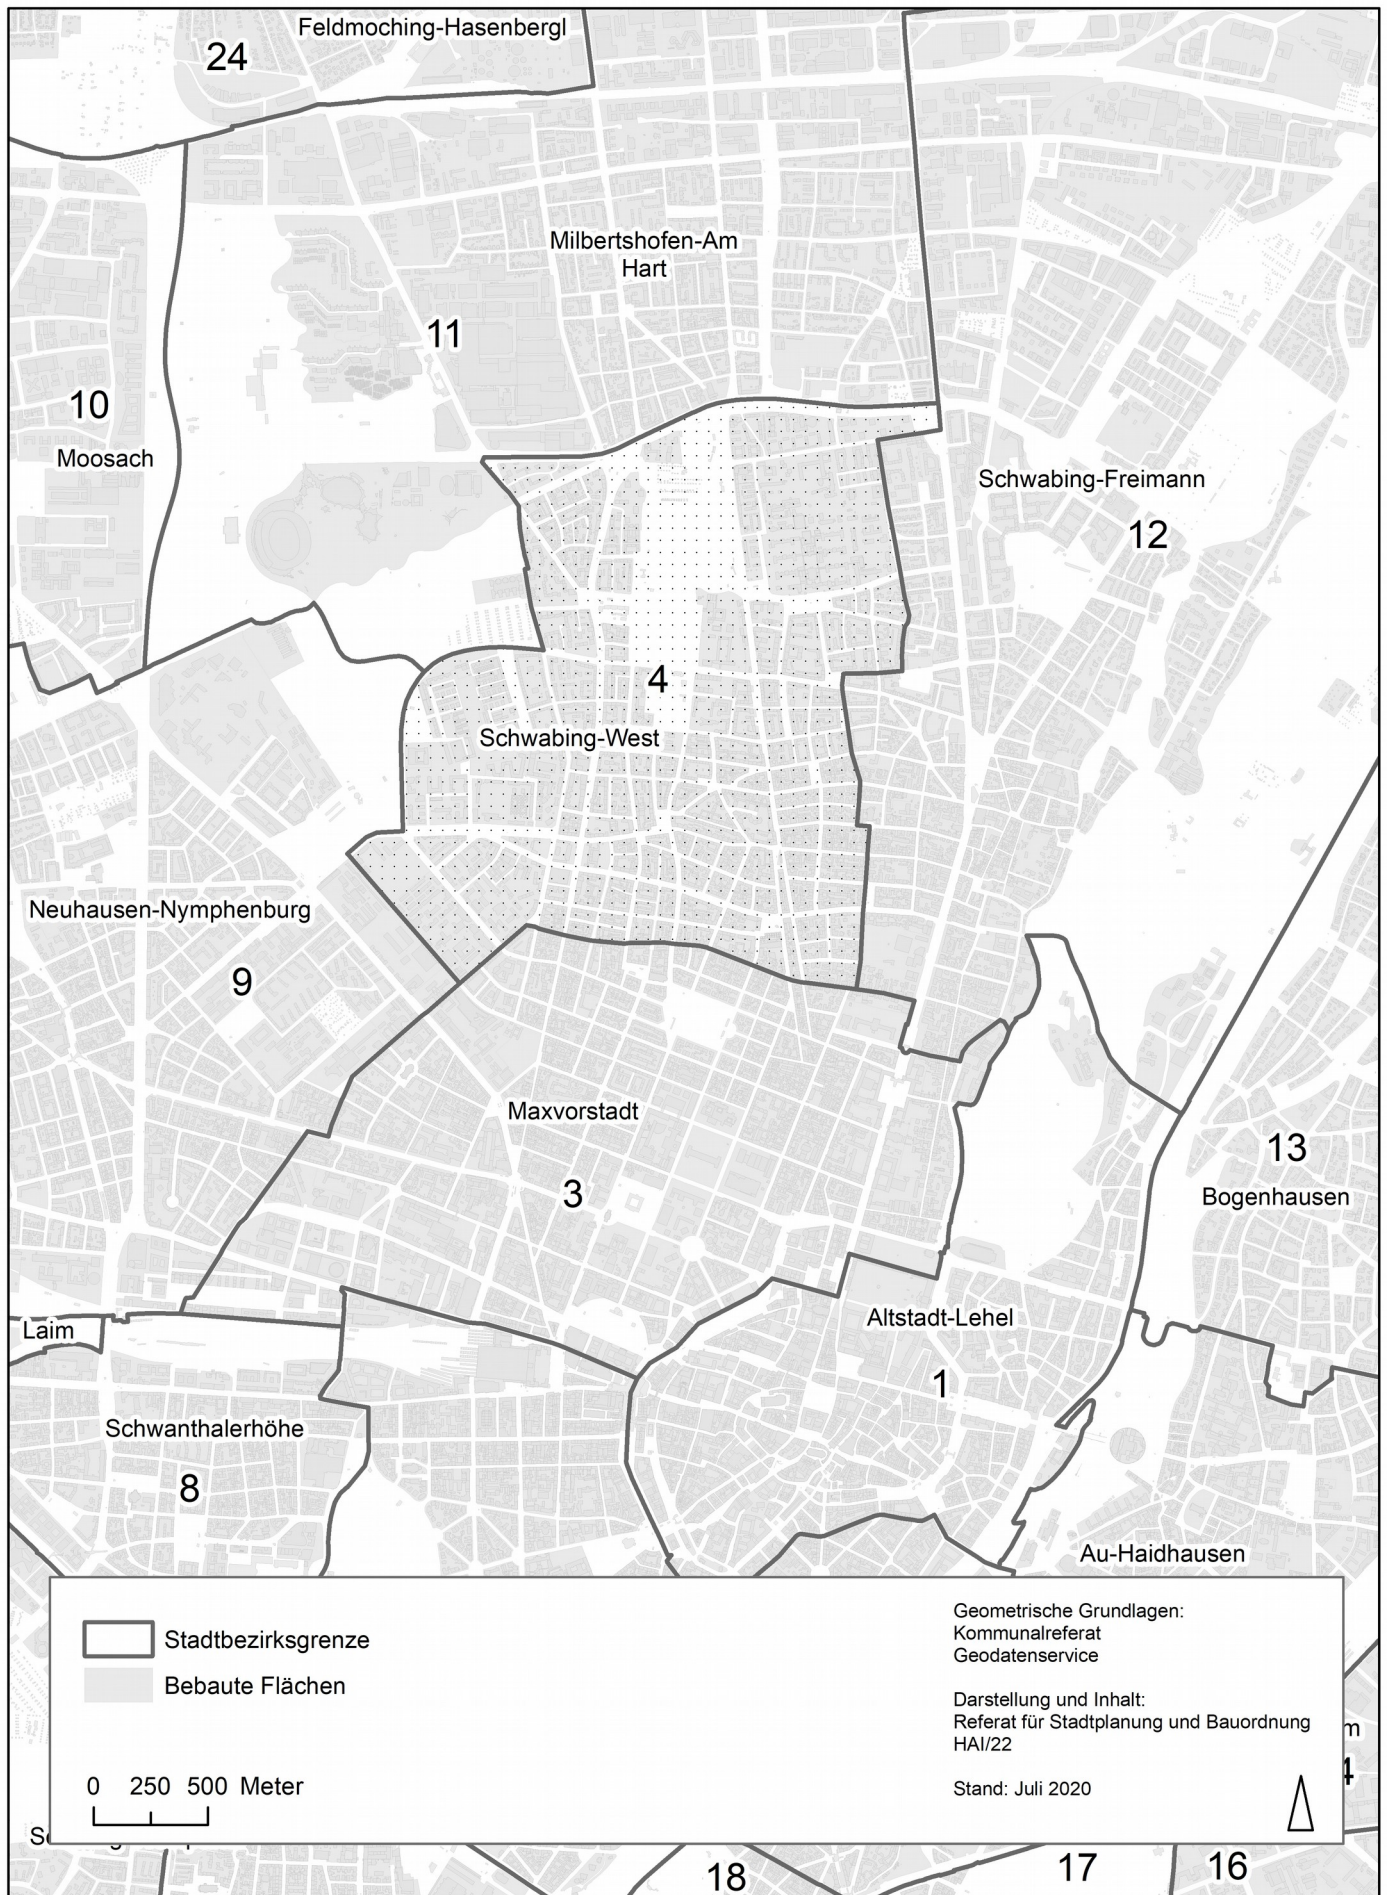 Feldmoching-Hasenbergl
24
Milbertshofen-Am
Hart
11
10
Moosach
Schwabing-Freimann
12
4
Schwabing-West
Neuhausen-Nymphenburg
9
Maxvorstadt
3
13
Bogenhausen
Altstadt-Lehel
1
Laim
Schwanthalerhöhe
8
Au-Haidhausen
Stadtbezirksgrenze
Bebaute Flächen
0 250 500 Meter
Geometrische Grundlagen:
Kommunalreferat
Geodatenservice
Darstellung und Inhalt:
Referat für Stadtplanung und Bauordnung
HAI/22
Stand: Juli 2020
m
4
18
17
16